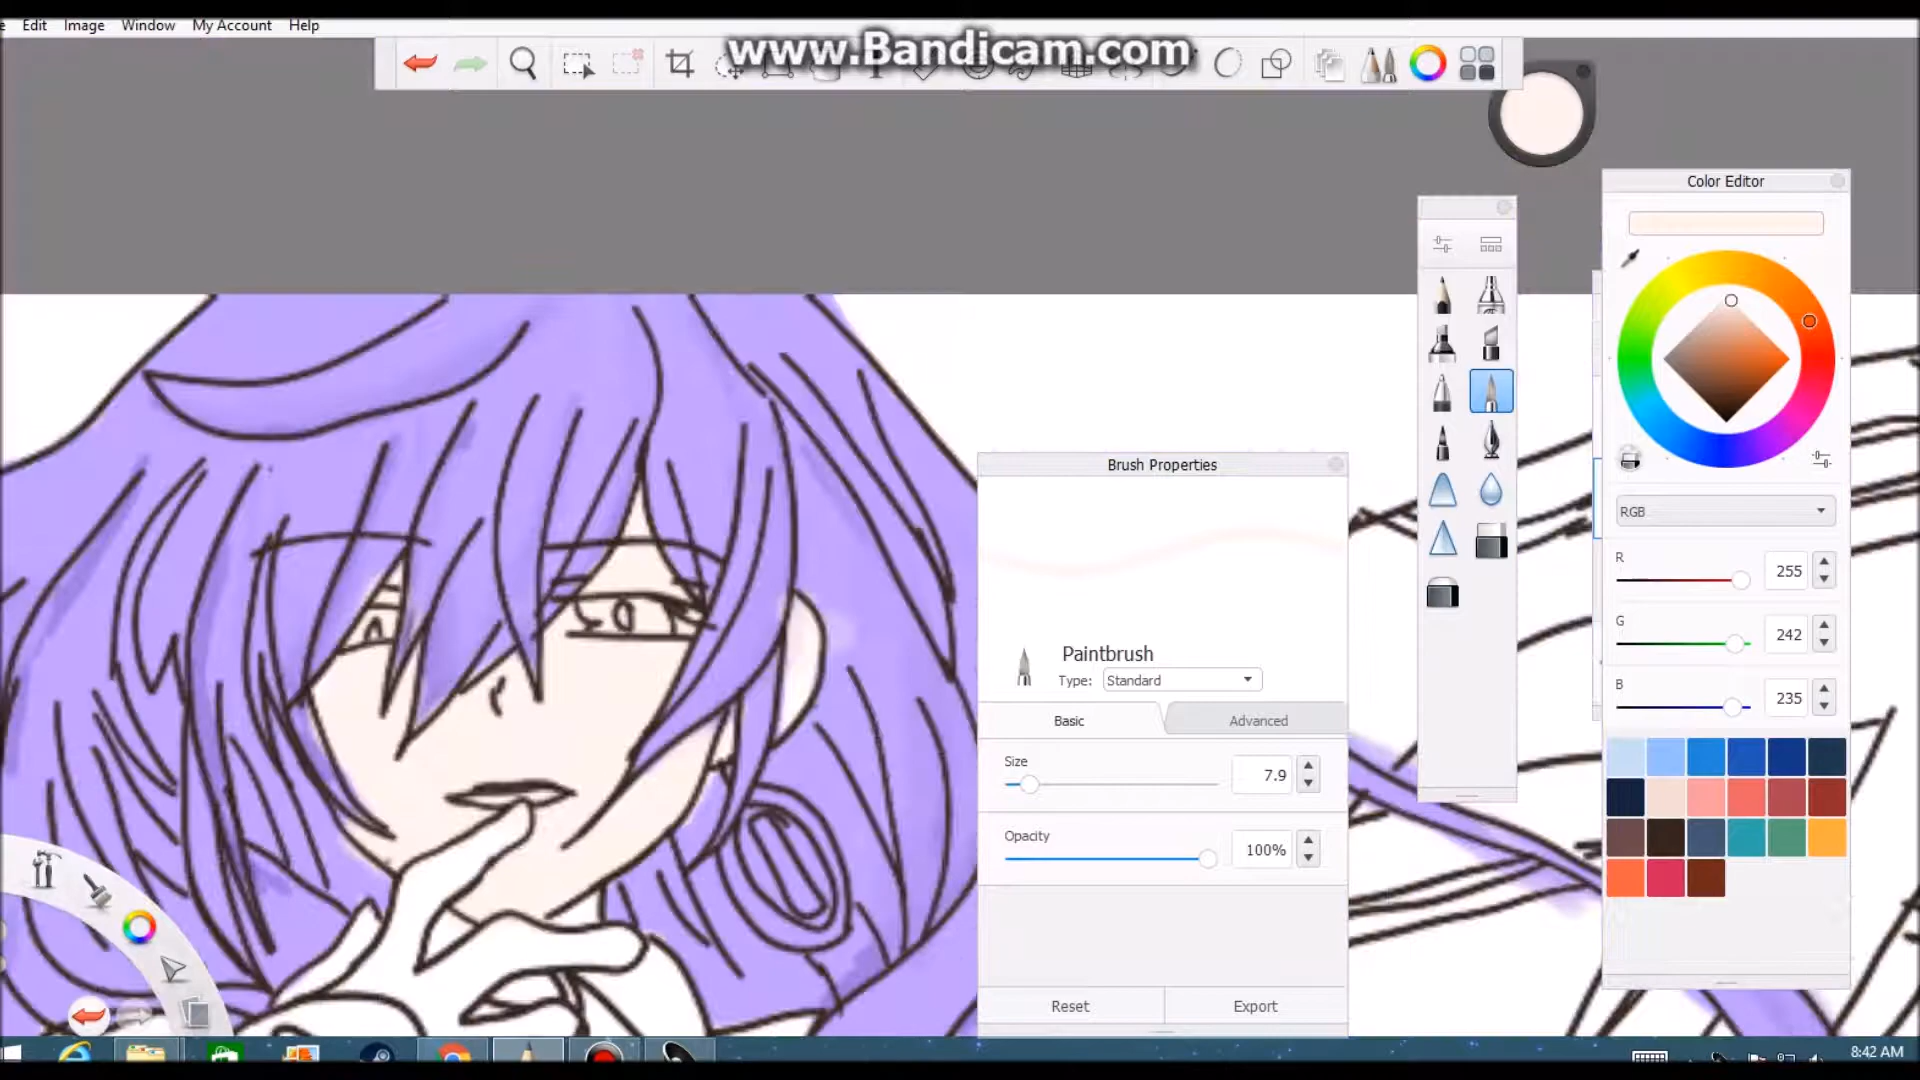 Edit Image Window My Account Help
www.Bandicam.com
Color Editor
RGB
R 255
G 242
B 235
Brush Properties
Paintbrush
Type: Standard
Basic Advanced
Size 7.9
Opacity 100%
Reset Export
8:42 AM